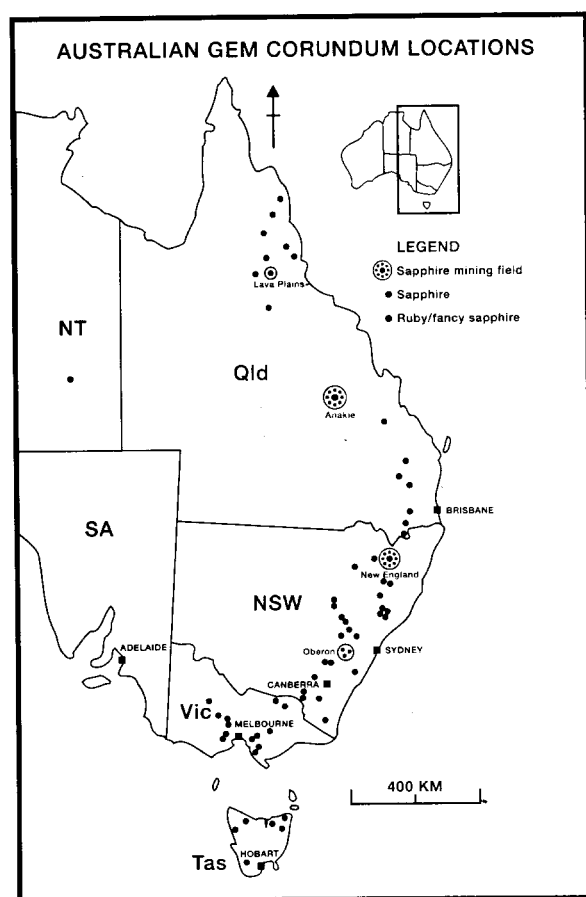 AUSTRALIAN GEM CORUNDUM LOCATIONS
LEGEND
Sapphire mining field
Sapphire
Ruby/fancy sapphire
Lava Plains
NT
Qld
Anakie
BRISBANE
SA
New England
NSW
Oberon
SYDNEY
ADELAIDE
CANBERRA
Vic
MELBOURNE
400 KM
HOBART
Tas